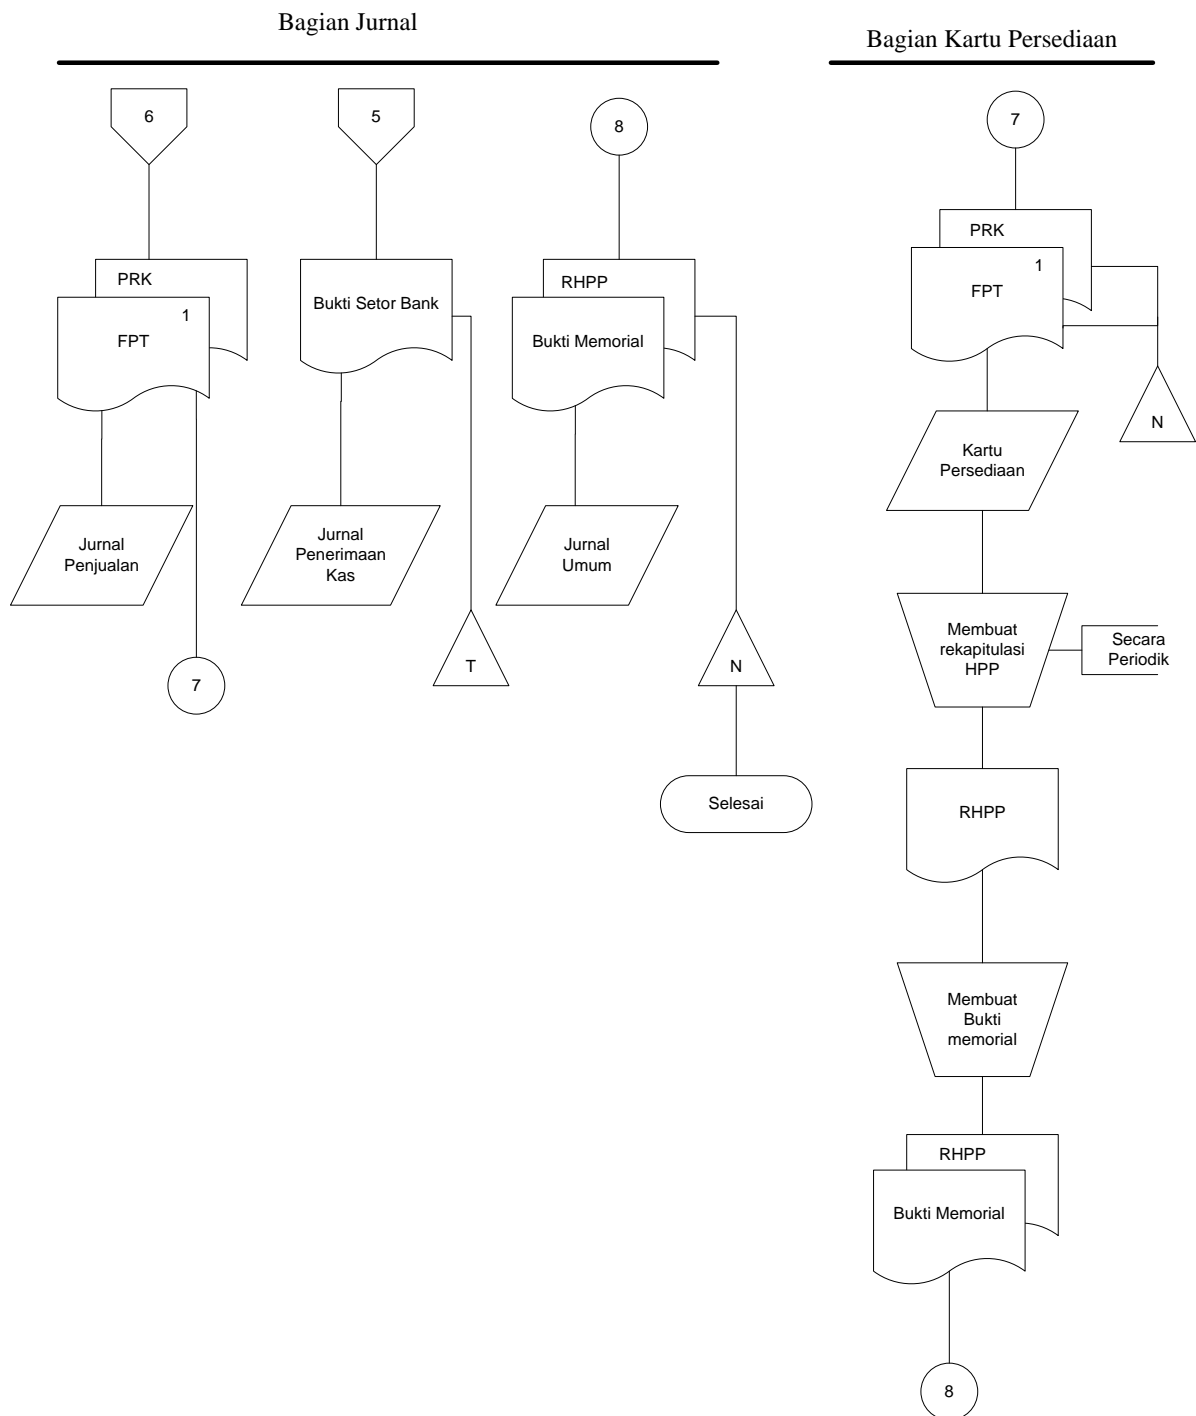 Bagian Jurnal
6
PRK
1
FPT
Jurnal
Penjualan
7
5
Bukti Setor Bank
Jurnal
Penerimaan
Kas
T
8
RHPP
Bukti Memorial
Jurnal
Umum
N
Selesai
Bagian Kartu Persediaan
7
PRK
1
FPT
N
Kartu
Persediaan
Membuat
rekapitulasi
HPP
Secara
Periodik
RHPP
Membuat
Bukti
memorial
RHPP
Bukti Memorial
8